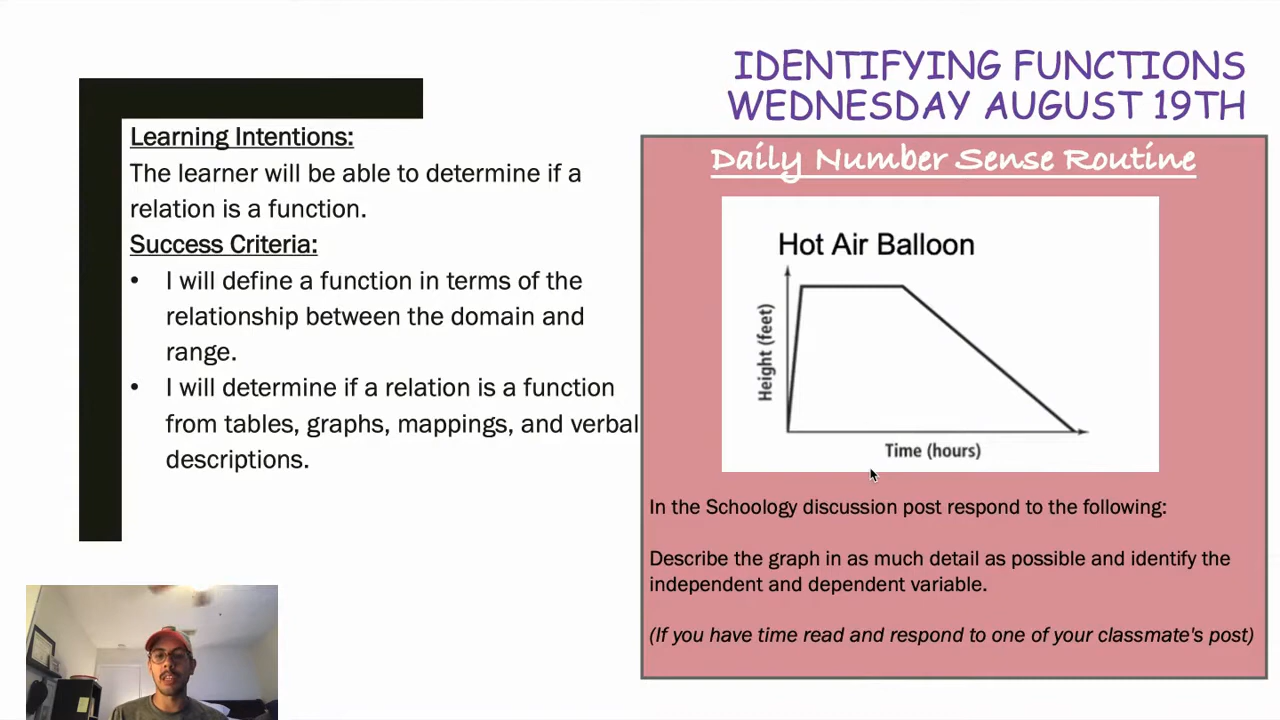 IDENTIFYING FUNCTIONS
WEDNESDAY AUGUST 19TH
Learning Intentions:
The learner will be able to determine if a
relation is a function.
Success Criteria:
• I will define a function in terms of the
relationship between the domain and
range.
• I will determine if a relation is a function
from tables, graphs, mappings, and verbal
descriptions.
Daily Number Sense Routine
Hot Air Balloon
Height (feet)
Time (hours)
In the Schoology discussion post respond to the following:
Describe the graph in as much detail as possible and identify the
independent and dependent variable.
(If you have time read and respond to one of your classmate's post)